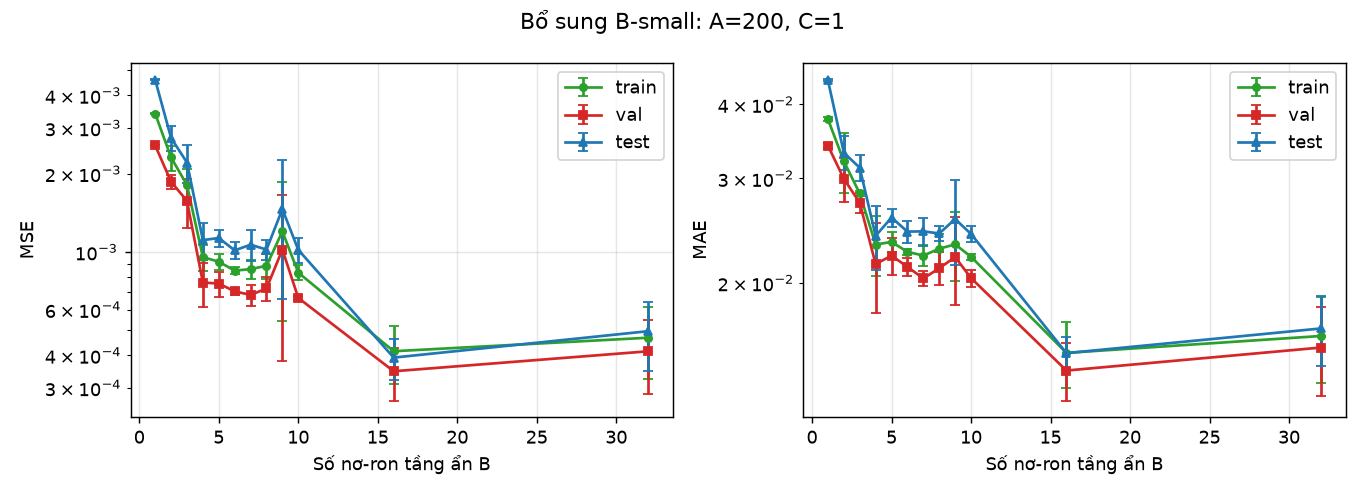 Bổ sung B-small: A=200, C=1
MSE
4 × 10⁻³
3 × 10⁻³
2 × 10⁻³
10⁻³
6 × 10⁻⁴
4 × 10⁻⁴
3 × 10⁻⁴
0 5 10 15 20 25 30
Số nơ-ron tầng ẩn B
train
val
test
MAE
4 × 10⁻²
3 × 10⁻²
2 × 10⁻²
0 5 10 15 20 25 30
Số nơ-ron tầng ẩn B
train
val
test